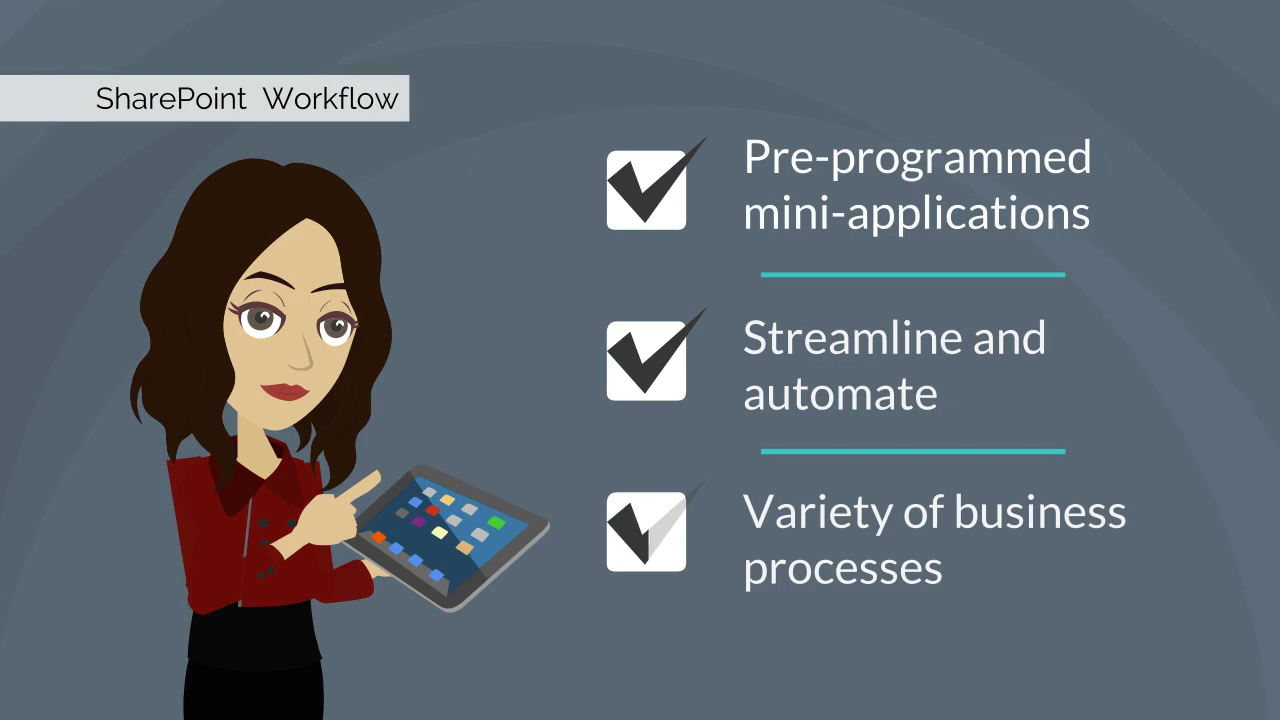 SharePoint Workflow
Pre-programmed
mini-applications
Streamline and
automate
Variety of business
processes